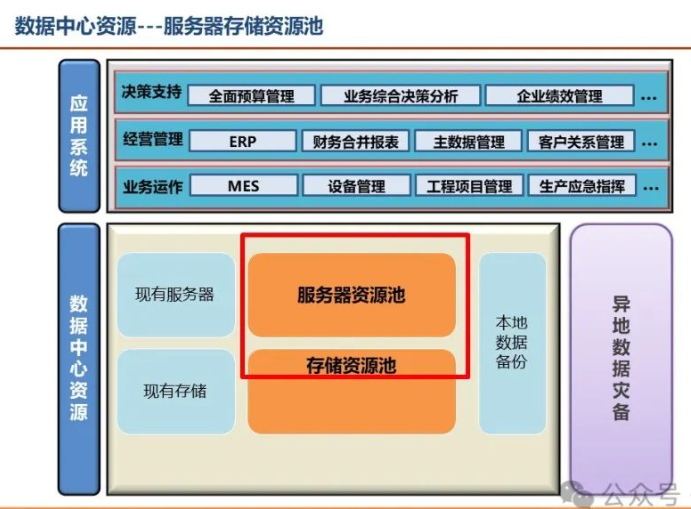 数据中心资源---服务器存储资源池
应用系统
决策支持
全面预算管理
业务综合决策分析
企业绩效管理
...
经营管理
ERP
财务合并报表
主数据管理
客户关系管理
...
业务运作
MES
设备管理
工程项目管理
生产应急指挥
...
数据中心资源
现有服务器
服务器资源池
现有存储
存储资源池
本地
数据
备份
异地数据灾备
公众号